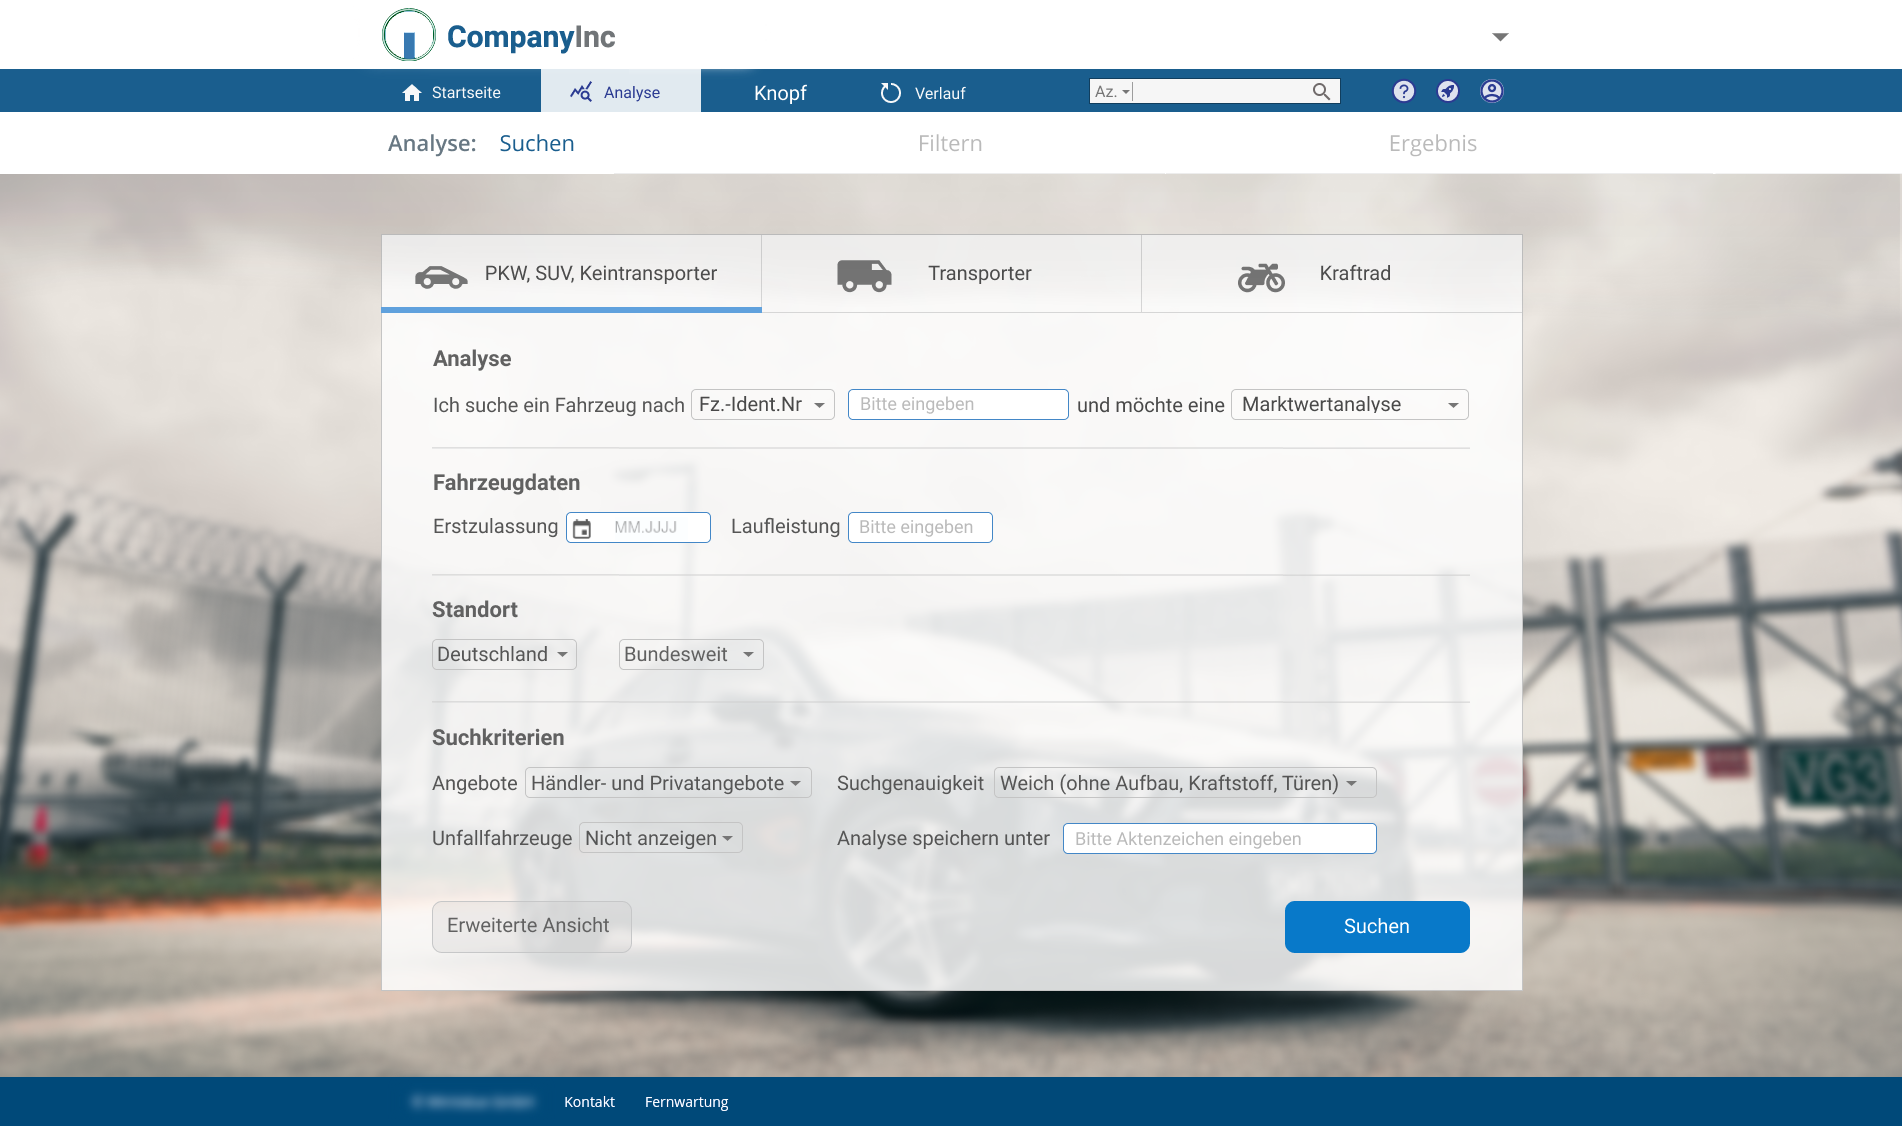 CompanyInc
Startseite
Analyse
Knopf
Verlauf
Az.
?
Analyse: Suchen
Filtern
Ergebnis
PKW, SUV, Keintransporter
Transporter
Kraftrad
Analyse
Ich suche ein Fahrzeug nach Fz.-Ident.Nr Bitte eingeben und möchte eine Marktwertanalyse
Fahrzeugdaten
Erstzulassung MM.JJJJ Laufleistung Bitte eingeben
Standort
Deutschland Bundesweit
Suchkriterien
Angebote Händler- und Privatangebote Suchgenauigkeit Weich (ohne Aufbau, Kraftstoff, Türen)
VG3
Unfallfahrzeuge Nicht anzeigen Analyse speichern unter Bitte Aktenzeichen eingeben
Erweiterte Ansicht
Suchen
Kontakt
Fernwartung